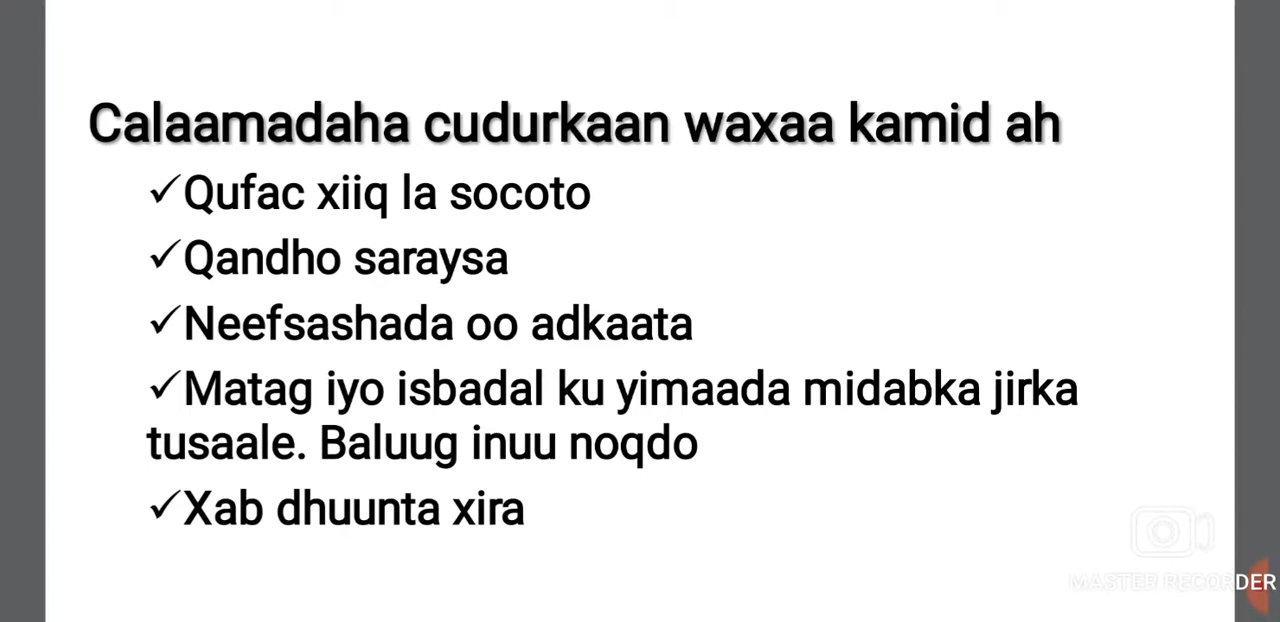 Calaamadaha cudurkaan waxaa kamid ah
✓Qufac xiiq la socoto
✓Qandho saraysa
✓Neefsashada oo adkaata
✓Matag iyo isbadal ku yimaada midabka jirka
tusaale. Baluug inuu noqdo
✓Xab dhuunta xira
MASTER RECORDER